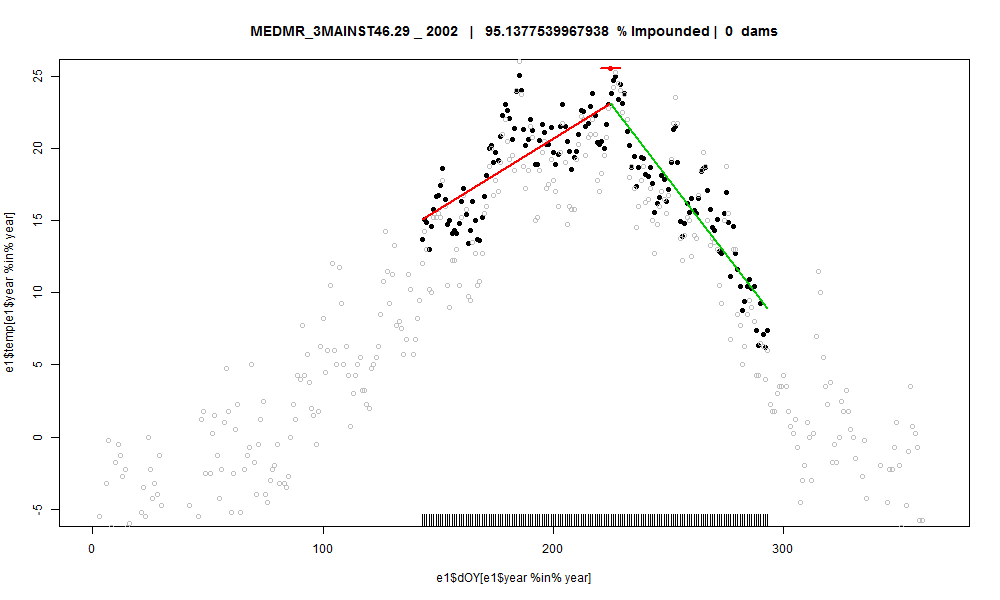 MEDMR_3MAINST46.29 _ 2002 | 95.1377539967938 % Impounded | 0 dams
e1$temp[e1$year %in% year]
25
20
15
10
5
0
-5
0 100 200 300
e1$dOY[e1$year %in% year]